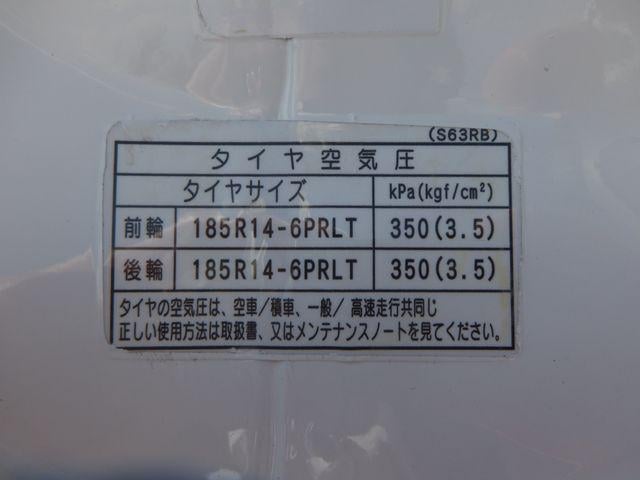 (S63RB)
タイヤ空気圧
タイヤサイズ kPa(kgf/cm²)
前輪 185R14-6PRLT 350(3.5)
後輪 185R14-6PRLT 350(3.5)
タイヤの空気圧は、空車/積車、一般/高速走行共同じ
正しい使用方法は取扱書、又はメンテナンスノートを見てください。